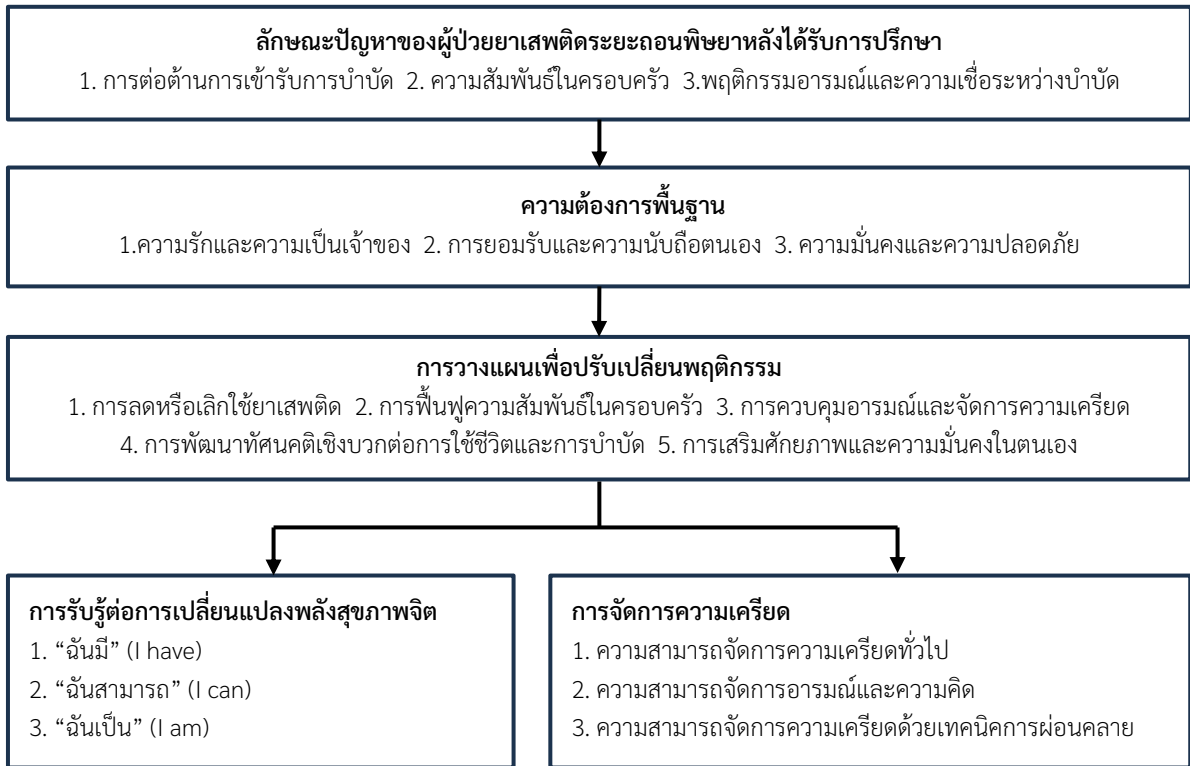 ลักษณะปัญหาของผู้ป่วยยาเสพติดระยะถอนพิษยาหลังได้รับการปรึกษา
1. การต่อต้านการเข้ารับการบำบัด 2. ความสัมพันธ์ในครอบครัว 3.พฤติกรรมอารมณ์และความเชื่อระหว่างบำบัด
ความต้องการพื้นฐาน
1.ความรักและความเป็นเจ้าของ 2. การยอมรับและความนับถือตนเอง 3. ความมั่นคงและความปลอดภัย
การวางแผนเพื่อปรับเปลี่ยนพฤติกรรม
1. การลดหรือเลิกใช้ยาเสพติด 2. การฟื้นฟูความสัมพันธ์ในครอบครัว 3. การควบคุมอารมณ์และจัดการความเครียด
4. การพัฒนาทัศนคติเชิงบวกต่อการใช้ชีวิตและการบำบัด 5. การเสริมศักยภาพและความมั่นคงในตนเอง
การรับรู้ต่อการเปลี่ยนแปลงพลังสุขภาพจิต
1. “ฉันมี” (I have)
2. “ฉันสามารถ” (I can)
3. “ฉันเป็น” (I am)
การจัดการความเครียด
1. ความสามารถจัดการความเครียดทั่วไป
2. ความสามารถจัดการอารมณ์และความคิด
3. ความสามารถจัดการความเครียดด้วยเทคนิคการผ่อนคลาย